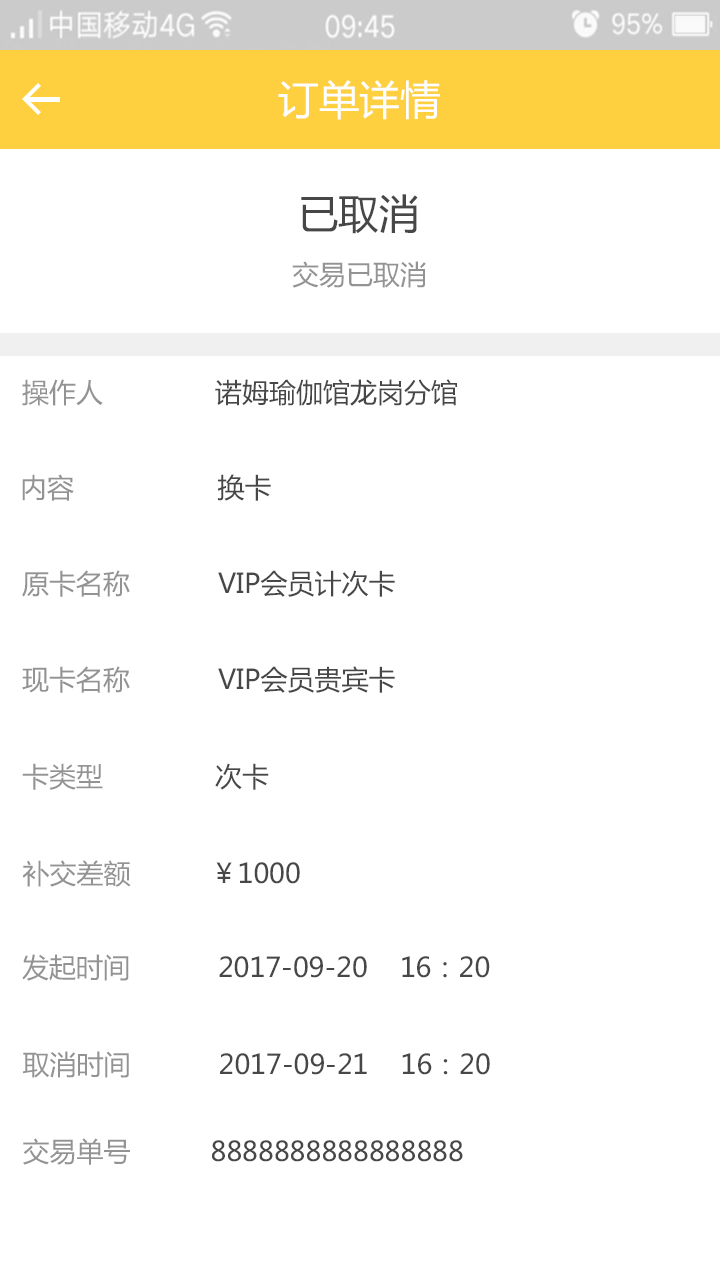 中国移动4G 09:45 95%
订单详情
已取消
交易已取消
操作人 诺姆瑜伽馆龙岗分馆
内容 换卡
原卡名称 VIP会员计次卡
现卡名称 VIP会员贵宾卡
卡类型 次卡
补交差额 ¥1000
发起时间 2017-09-20 16：20
取消时间 2017-09-21 16：20
交易单号 8888888888888888